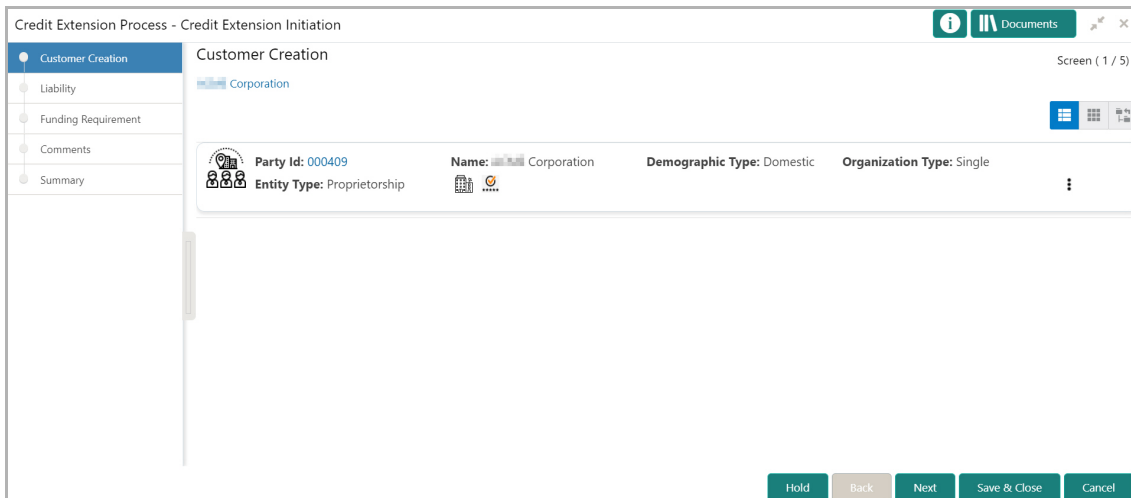 Credit Extension Process - Credit Extension Initiation
i
Documents
Customer Creation
Liability
Funding Requirement
Comments
Summary
Customer Creation
Screen ( 1 / 5)
Corporation
Party Id: 000409 Name: Corporation Demographic Type: Domestic Organization Type: Single
Entity Type: Proprietorship
Hold Back Next Save & Close Cancel